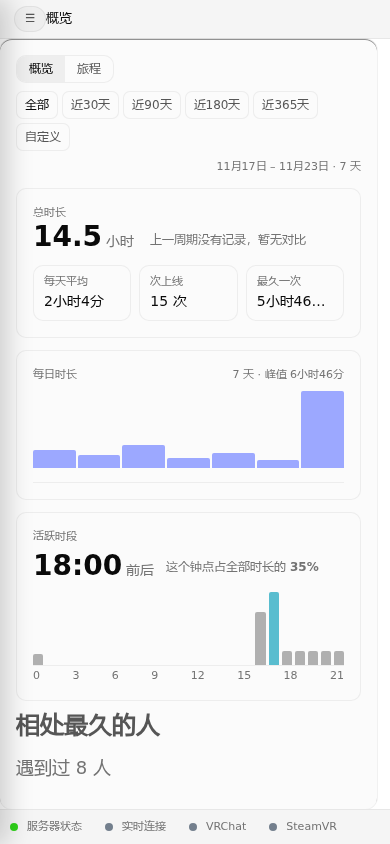 ☰ 概览
概览 旅程
全部 近30天 近90天 近180天 近365天
自定义
11月17日 – 11月23日 · 7 天
总时长
14.5 小时 上一周期没有记录，暂无对比
每天平均 次上线 最久一次
2小时4分 15 次 5小时46…
每日时长 7 天 · 峰值 6小时46分
活跃时段
18:00 前后 这个钟点占全部时长的 35%
0 3 6 9 12 15 18 21
相处最久的人
遇到过 8 人
服务器状态 实时连接 VRChat SteamVR